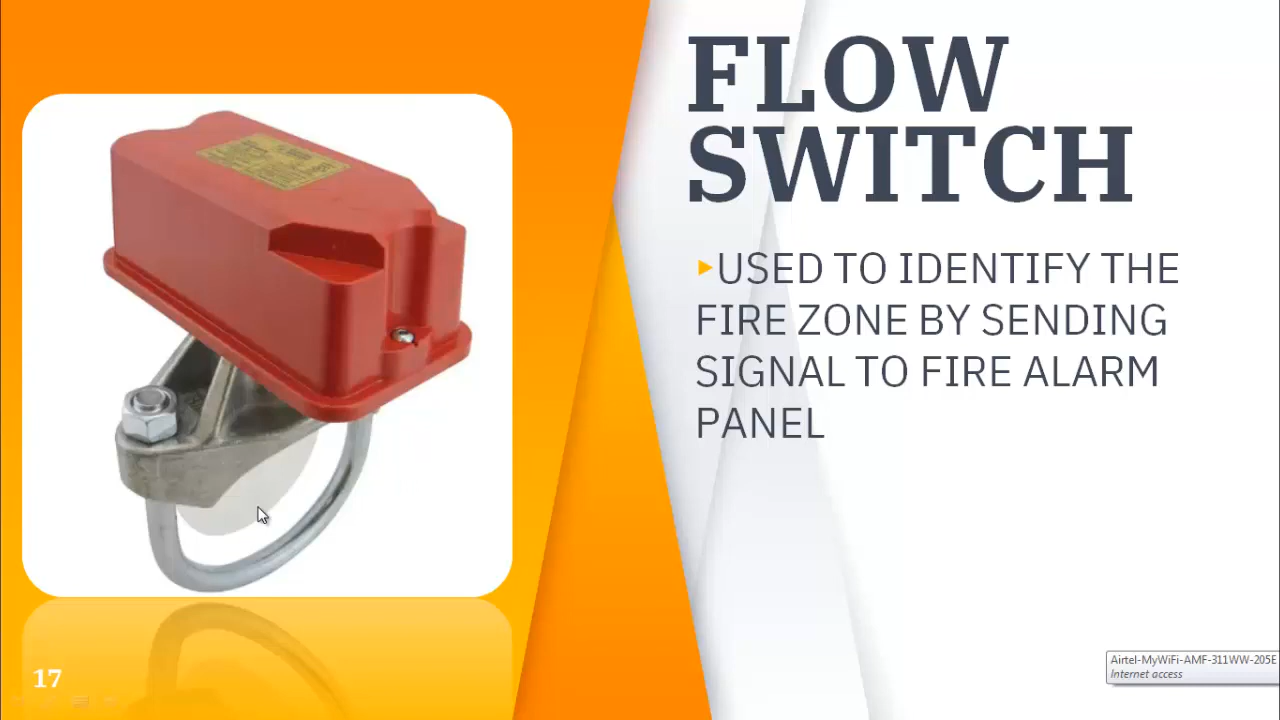 FLOW
SWITCH
▸USED TO IDENTIFY THE
FIRE ZONE BY SENDING
SIGNAL TO FIRE ALARM
PANEL
17
Airtel-MyWiFi-AMF-311WW-205E
Internet access